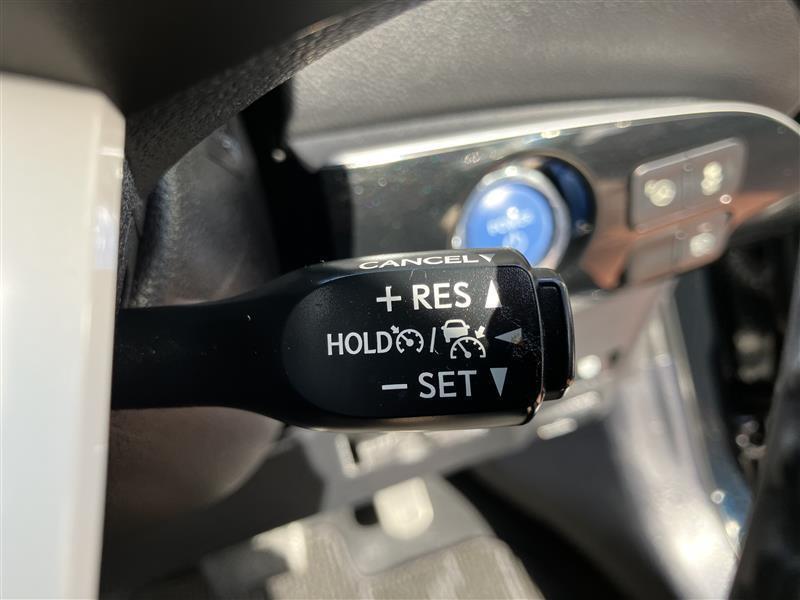 CANCEL
+ RES
HOLD /
− SET